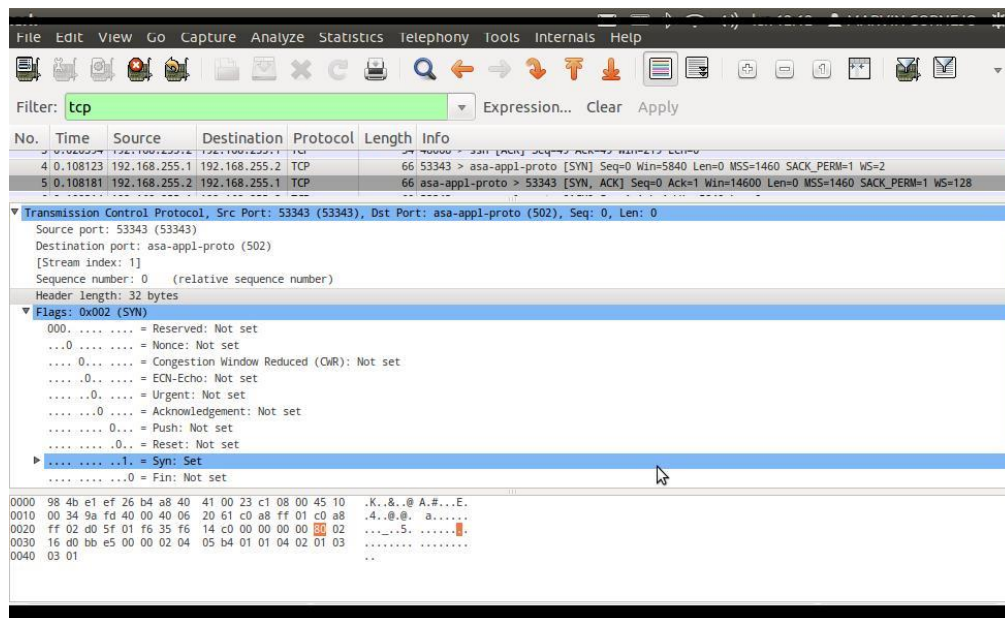 File Edit View Go Capture Analyze Statistics Telephony Tools Internals Help
Filter: tcp Expression... Clear Apply
No. Time Source Destination Protocol Length Info
4 0.108123 192.168.255.1 192.168.255.2 TCP 66 53343 > asa-appl-proto [SYN] Seq=0 Win=5840 Len=0 MSS=1460 SACK_PERM=1 WS=2
5 0.108181 192.168.255.2 192.168.255.1 TCP 66 asa-appl-proto > 53343 [SYN, ACK] Seq=0 Ack=1 Win=14600 Len=0 MSS=1460 SACK_PERM=1 WS=128
Transmission Control Protocol, Src Port: 53343 (53343), Dst Port: asa-appl-proto (502), Seq: 0, Len: 0
Source port: 53343 (53343)
Destination port: asa-appl-proto (502)
[Stream index: 1]
Sequence number: 0 (relative sequence number)
Header length: 32 bytes
Flags: 0x002 (SYN)
000. .... .... = Reserved: Not set
...0 .... .... = Nonce: Not set
.... 0... .... = Congestion Window Reduced (CWR): Not set
.... .0.. .... = ECN-Echo: Not set
.... ..0. .... = Urgent: Not set
.... ...0 .... = Acknowledgement: Not set
.... .... 0... = Push: Not set
.... .... .0.. = Reset: Not set
.... .... ..1. = Syn: Set
.... .... ...0 = Fin: Not set
0000 98 4b e1 ef 26 b4 a8 40 41 00 23 c1 08 00 45 10 .K..&..@ A.#...E.
0010 00 34 9a fd 40 00 40 06 20 61 c0 a8 ff 01 c0 a8 .4..@.@. a......
0020 ff 02 d0 5f 01 f6 35 f6 14 c0 00 00 00 00 80 02 ..._..5. ........
0030 16 d0 bb e5 00 00 02 04 05 b4 01 01 04 02 01 03 ........ ........
0040 03 01 ..